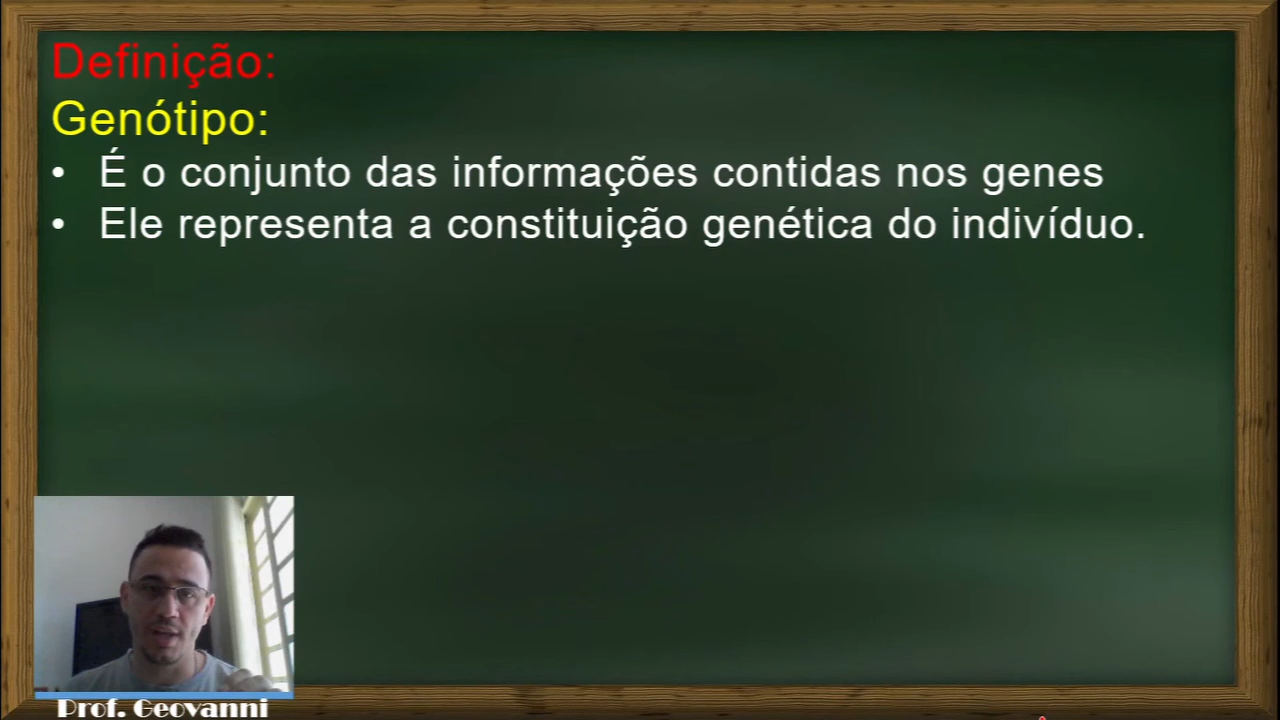 Definição:
Genótipo:
• É o conjunto das informações contidas nos genes
• Ele representa a constituição genética do indivíduo.
Prof. Geovanni